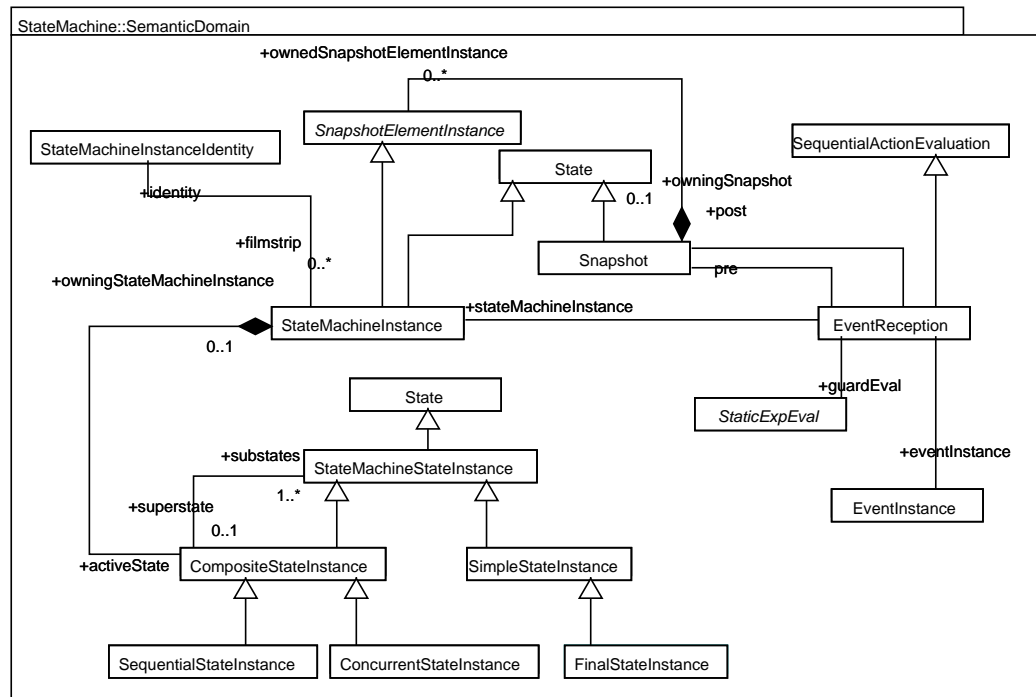 StateMachine::SemanticDomain
+ownedSnapshotElementInstance
0..*
SnapshotElementInstance
StateMachineInstanceIdentity
SequentialActionEvaluation
State
+identity
+owningSnapshot
0..1
+post
+filmstrip
0..*
Snapshot
pre
+owningStateMachineInstance
+stateMachineInstance
StateMachineInstance
EventReception
0..1
State
+guardEval
StaticExpEval
+substates
StateMachineStateInstance
+eventInstance
1..*
+superstate
EventInstance
0..1
+activeState
CompositeStateInstance
SimpleStateInstance
SequentialStateInstance
ConcurrentStateInstance
FinalStateInstance